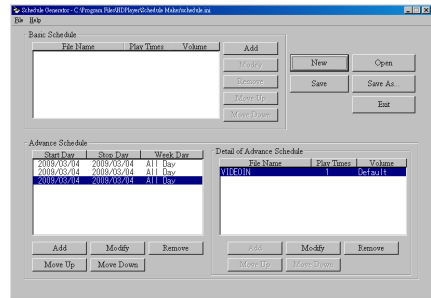 Schedule Generator - C:\Program Files\HDPlayer\Schedule Maker\schedule.ini
File Help
Basic Schedule
File Name Play Times Volume
Add
Modify
Remove
Move Up
Move Down
New Open
Save Save As...
Exit
Advance Schedule
Start Day Stop Day Week Day
2009/03/04 2009/03/04 All Day
2009/03/04 2009/03/04 All Day
2009/03/04 2009/03/04 All Day
Add Modify Remove
Move Up Move Down
Detail of Advance Schedule
File Name Play Times Volume
VIDEOIN 1 Default
Add Modify Remove
Move Up Move Down